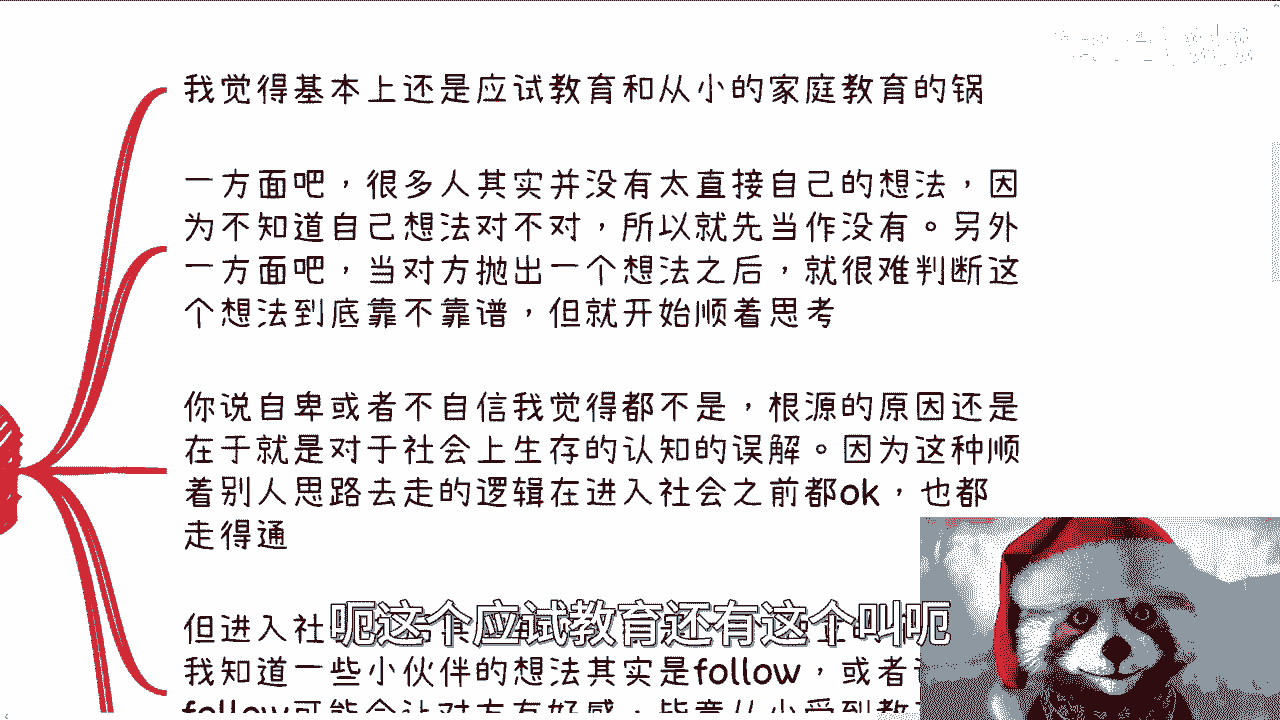 我觉得基本上还是应试教育和从小的家庭教育的锅
一方面吧，很多人其实并没有太直接自己的想法，因
为不知道自己想法对不对，所以就先当作没有。另外
一方面吧，当对方抛出一个想法之后，就很难判断这
个想法到底靠不靠谱，但就开始顺着思考
你说自卑或者不自信我觉得都不是，根源的原因还是
在于就是对于社会上生存的认知的误解。因为这种顺
着别人思路去走的逻辑在进入社会之前都ok，也都
走得通
但进入社
呃这个应试教育还有这个叫呃
我知道一些小伙伴的想法其实是follow，或者
follow可能会让对方有好感，毕竟从小受到教